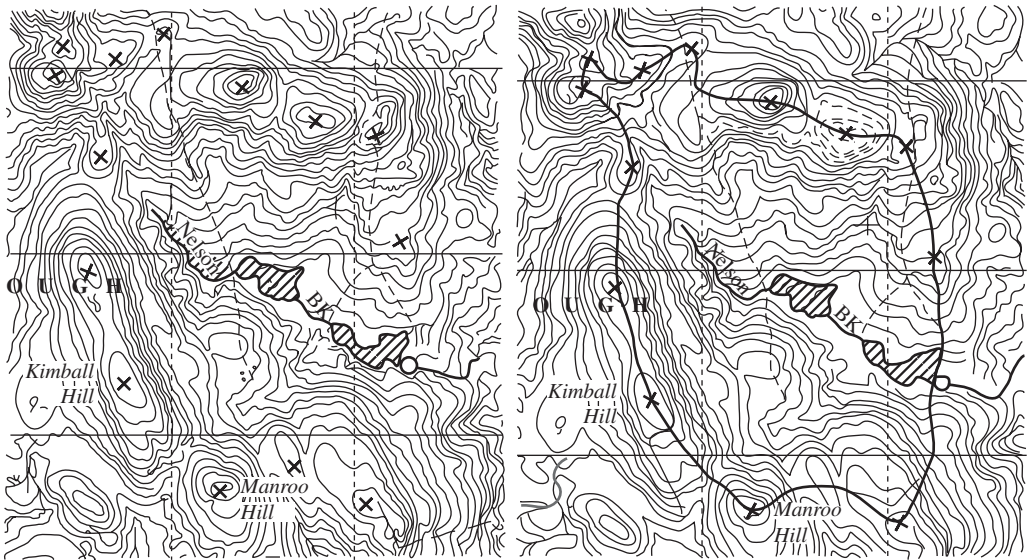 Nelson
BK
O U G H
Kimball
Hill
Manroo
Hill
Nelson
BK
O U G H
Kimball
Hill
Manroo
Hill